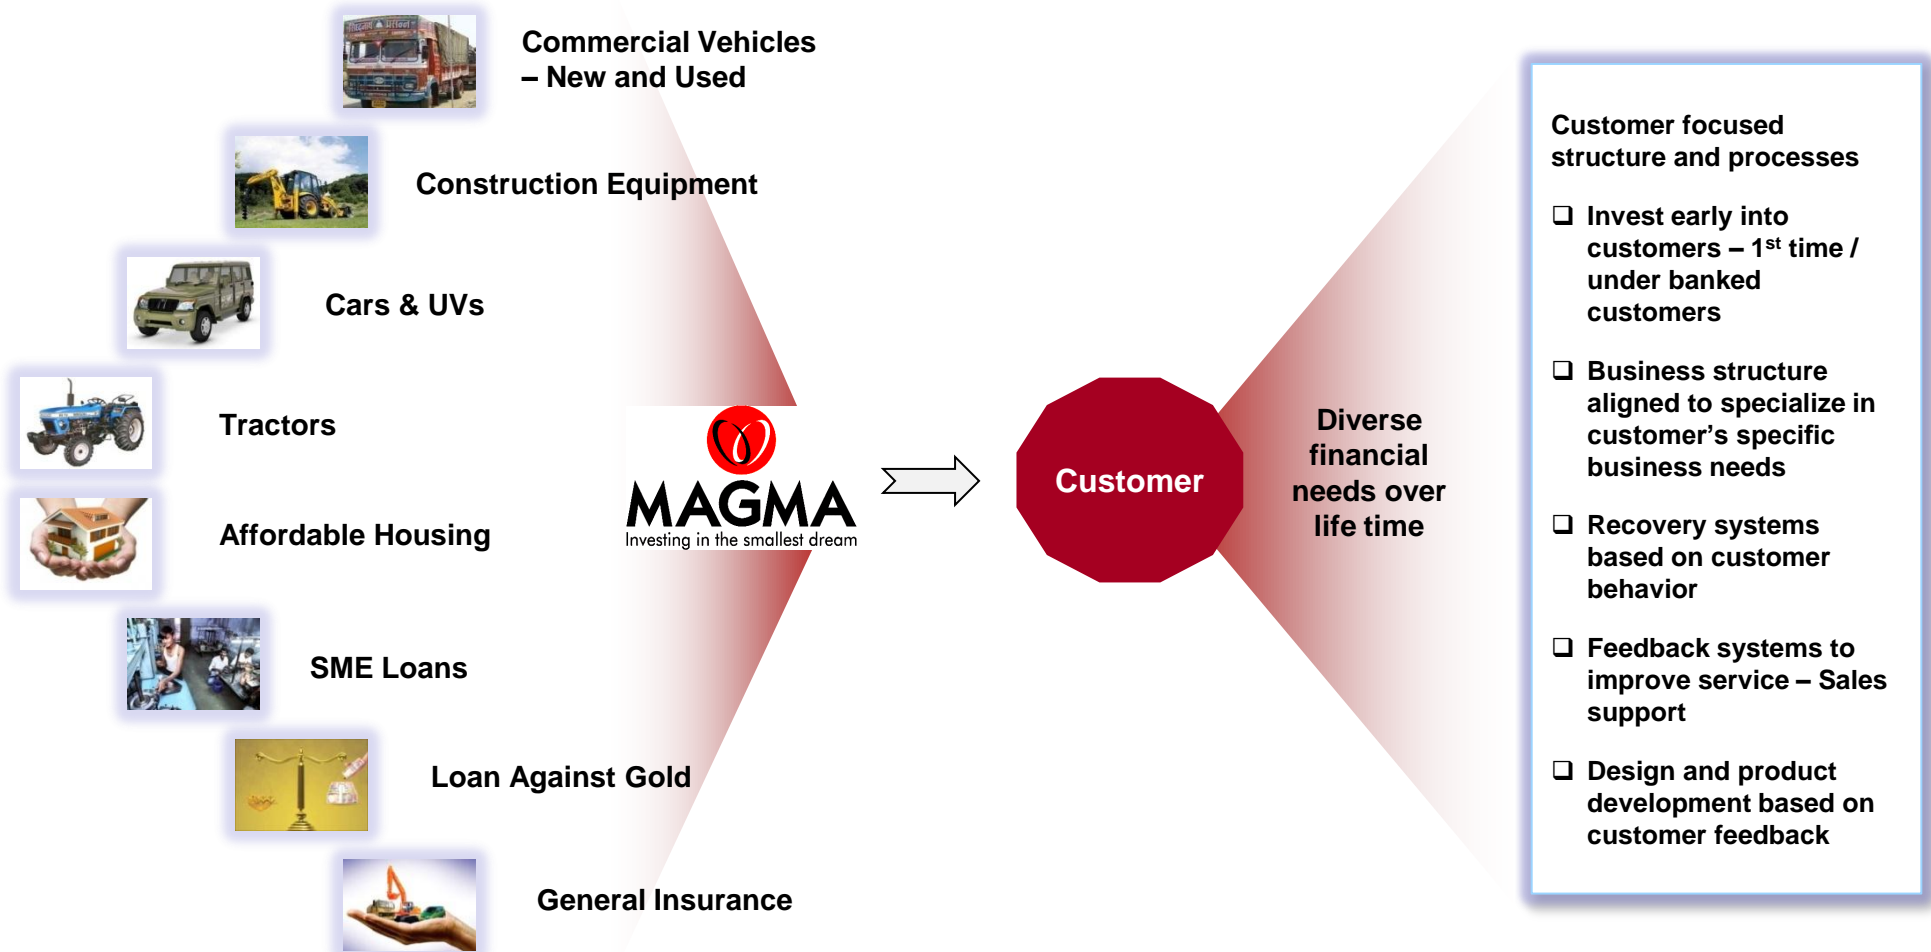 Commercial Vehicles
– New and Used
Construction Equipment
Cars & UVs
Tractors
Affordable Housing
SME Loans
Loan Against Gold
General Insurance
MAGMA
Investing in the smallest dream
Customer
Diverse
financial
needs over
life time
Customer focused
structure and processes
❑ Invest early into
customers – 1st time /
under banked
customers
❑ Business structure
aligned to specialize in
customer’s specific
business needs
❑ Recovery systems
based on customer
behavior
❑ Feedback systems to
improve service – Sales
support
❑ Design and product
development based on
customer feedback